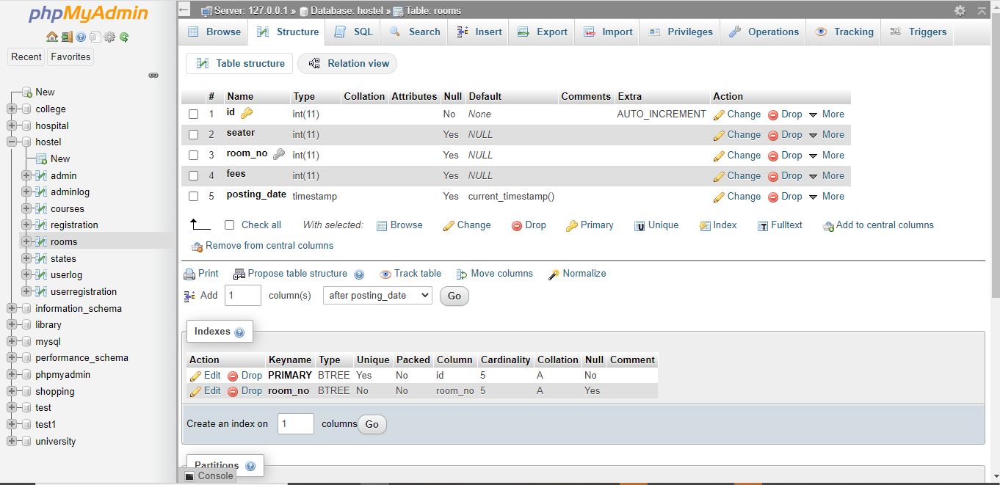 phpMyAdmin
Recent Favorites
New
college
hospital
hostel
New
admin
adminlog
courses
registration
rooms
states
userlog
userregistration
information_schema
library
mysql
performance_schema
phpmyadmin
shopping
test
test1
university
Server: 127.0.0.1 » Database: hostel » Table: rooms
Browse Structure SQL Search Insert Export Import Privileges Operations Tracking Triggers
Table structure Relation view
# Name Type Collation Attributes Null Default Comments Extra Action
1 id int(11) No None AUTO_INCREMENT Change Drop More
2 seater int(11) Yes NULL Change Drop More
3 room_no int(11) Yes NULL Change Drop More
4 fees int(11) Yes NULL Change Drop More
5 posting_date timestamp Yes current_timestamp() Change Drop More
Check all With selected: Browse Change Drop Primary Unique Index Fulltext Add to central columns
Remove from central columns
Print Propose table structure Track table Move columns Normalize
Add 1 column(s) after posting_date Go
Indexes
Action Keyname Type Unique Packed Column Cardinality Collation Null Comment
Edit Drop PRIMARY BTREE Yes No id 5 A No
Edit Drop room_no BTREE No No room_no 5 A Yes
Create an index on 1 columns Go
Partitions
Console